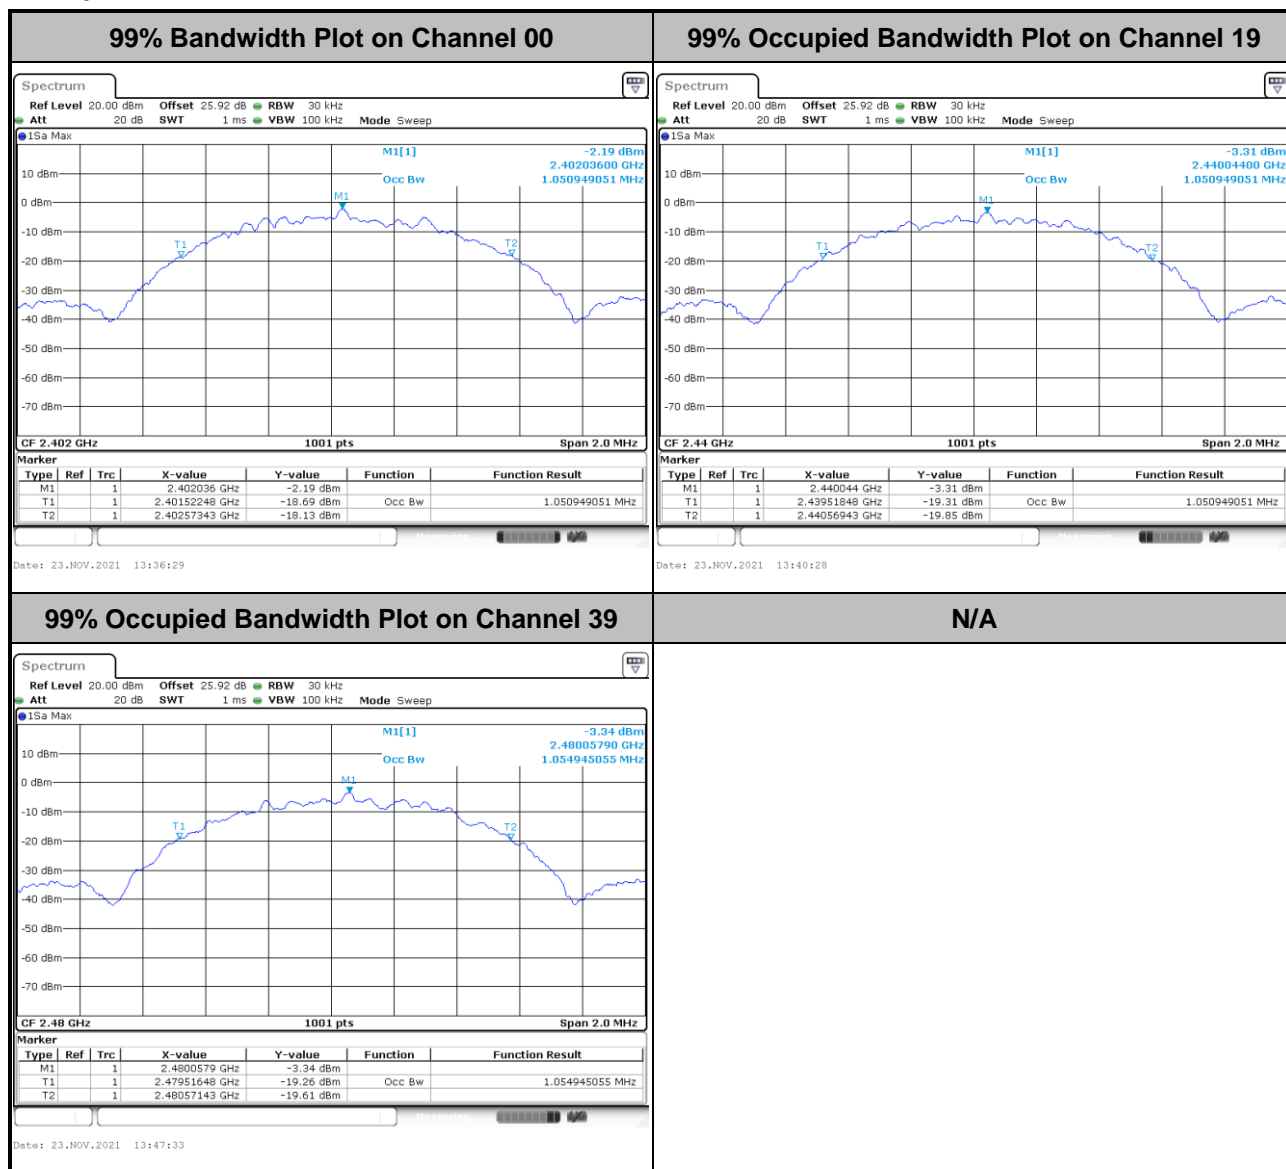 99% Bandwidth Plot on Channel 00
99% Occupied Bandwidth Plot on Channel 19
Spectrum
Ref Level 20.00 dBm Offset 25.92 dB RBW 30 kHz
Att 20 dB SWT 1 ms VBW 100 kHz Mode Sweep
1Sa Max
M1[1] -2.19 dBm
2.40203600 GHz
Occ Bw 1.050949051 MHz
10 dBm
0 dBm
-10 dBm
-20 dBm
-30 dBm
-40 dBm
-50 dBm
-60 dBm
-70 dBm
M1
T1
T2
CF 2.402 GHz 1001 pts Span 2.0 MHz
Marker
Type Ref Trc X-value Y-value Function Function Result
M1 1 2.402036 GHz -2.19 dBm
T1 1 2.40152248 GHz -18.69 dBm Occ Bw 1.050949051 MHz
T2 1 2.40257343 GHz -18.13 dBm
Measuring
Date: 23.NOV.2021 13:36:29
Spectrum
Ref Level 20.00 dBm Offset 25.92 dB RBW 30 kHz
Att 20 dB SWT 1 ms VBW 100 kHz Mode Sweep
1Sa Max
M1[1] -3.31 dBm
2.44004400 GHz
Occ Bw 1.050949051 MHz
10 dBm
0 dBm
-10 dBm
-20 dBm
-30 dBm
-40 dBm
-50 dBm
-60 dBm
-70 dBm
M1
T1
T2
CF 2.44 GHz 1001 pts Span 2.0 MHz
Marker
Type Ref Trc X-value Y-value Function Function Result
M1 1 2.440044 GHz -3.31 dBm
T1 1 2.43951848 GHz -19.31 dBm Occ Bw 1.050949051 MHz
T2 1 2.44056943 GHz -19.85 dBm
Measuring
Date: 23.NOV.2021 13:40:28
99% Occupied Bandwidth Plot on Channel 39
N/A
Spectrum
Ref Level 20.00 dBm Offset 25.92 dB RBW 30 kHz
Att 20 dB SWT 1 ms VBW 100 kHz Mode Sweep
1Sa Max
M1[1] -3.34 dBm
2.48005790 GHz
Occ Bw 1.054945055 MHz
10 dBm
0 dBm
-10 dBm
-20 dBm
-30 dBm
-40 dBm
-50 dBm
-60 dBm
-70 dBm
M1
T1
T2
CF 2.48 GHz 1001 pts Span 2.0 MHz
Marker
Type Ref Trc X-value Y-value Function Function Result
M1 1 2.4800579 GHz -3.34 dBm
T1 1 2.47951648 GHz -19.26 dBm Occ Bw 1.054945055 MHz
T2 1 2.48057143 GHz -19.61 dBm
Measuring
Date: 23.NOV.2021 13:47:33